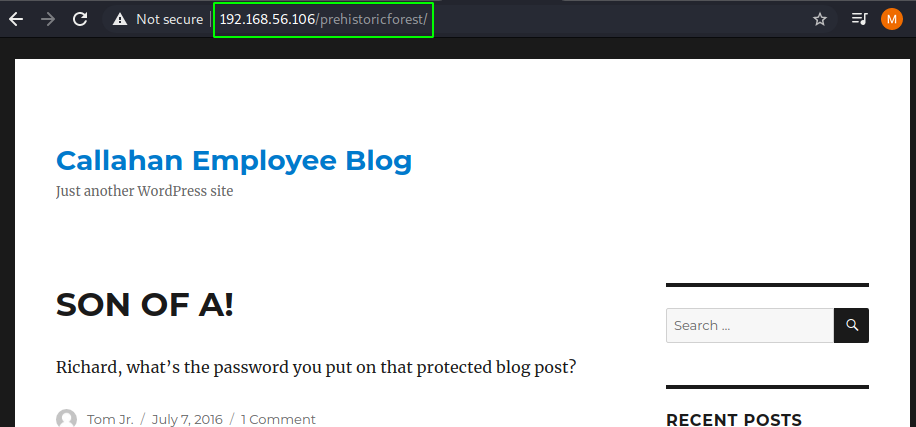 Not secure | 192.168.56.106/prehistoricforest/
M
Callahan Employee Blog
Just another WordPress site
SON OF A!
Search …
Richard, what’s the password you put on that protected blog post?
Tom Jr. / July 7, 2016 / 1 Comment
RECENT POSTS